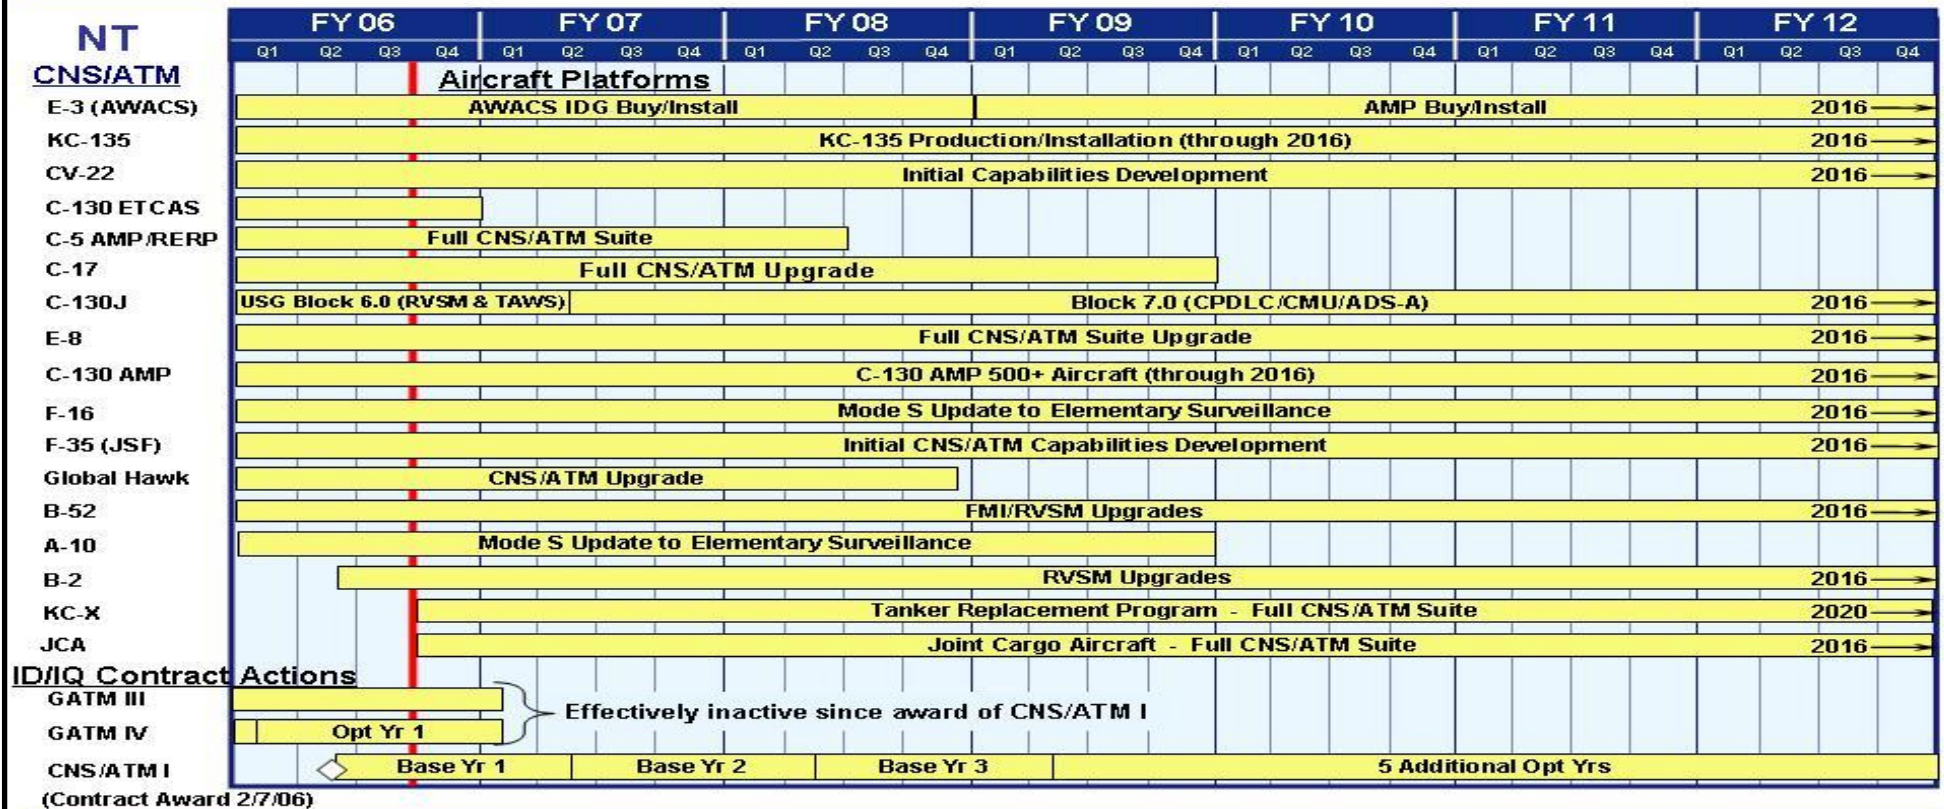 NT
FY 06 FY 07 FY 08 FY 09 FY 10 FY 11 FY 12
Q1 Q2 Q3 Q4 Q1 Q2 Q3 Q4 Q1 Q2 Q3 Q4 Q1 Q2 Q3 Q4 Q1 Q2 Q3 Q4 Q1 Q2 Q3 Q4 Q1 Q2 Q3 Q4
CNS/ATM Aircraft Platforms
E-3 (AWACS) AWACS IDG Buy/Install AMP Buy/Install 2016
KC-135 KC-135 Production/Installation (through 2016) 2016
CV-22 Initial Capabilities Development 2016
C-130 ETCAS
C-5 AMP/RERP Full CNS/ATM Suite
C-17 Full CNS/ATM Upgrade
C-130J USG Block 6.0 (RVSM & TAWS) Block 7.0 (CPDLC/CMU/ADS-A) 2016
E-8 Full CNS/ATM Suite Upgrade 2016
C-130 AMP C-130 AMP 500+ Aircraft (through 2016) 2016
F-16 Mode S Update to Elementary Surveillance 2016
F-35 (JSF) Initial CNS/ATM Capabilities Development 2016
Global Hawk CNS/ATM Upgrade
B-52 FMI/RVSM Upgrades 2016
A-10 Mode S Update to Elementary Surveillance
B-2 RVSM Upgrades 2016
KC-X Tanker Replacement Program - Full CNS/ATM Suite 2020
JCA Joint Cargo Aircraft - Full CNS/ATM Suite 2016
ID/IQ Contract Actions
GATM III
Effectively inactive since award of CNS/ATM I
GATM IV Opt Yr 1
CNS/ATM I Base Yr 1 Base Yr 2 Base Yr 3 5 Additional Opt Yrs
(Contract Award 2/7/06)